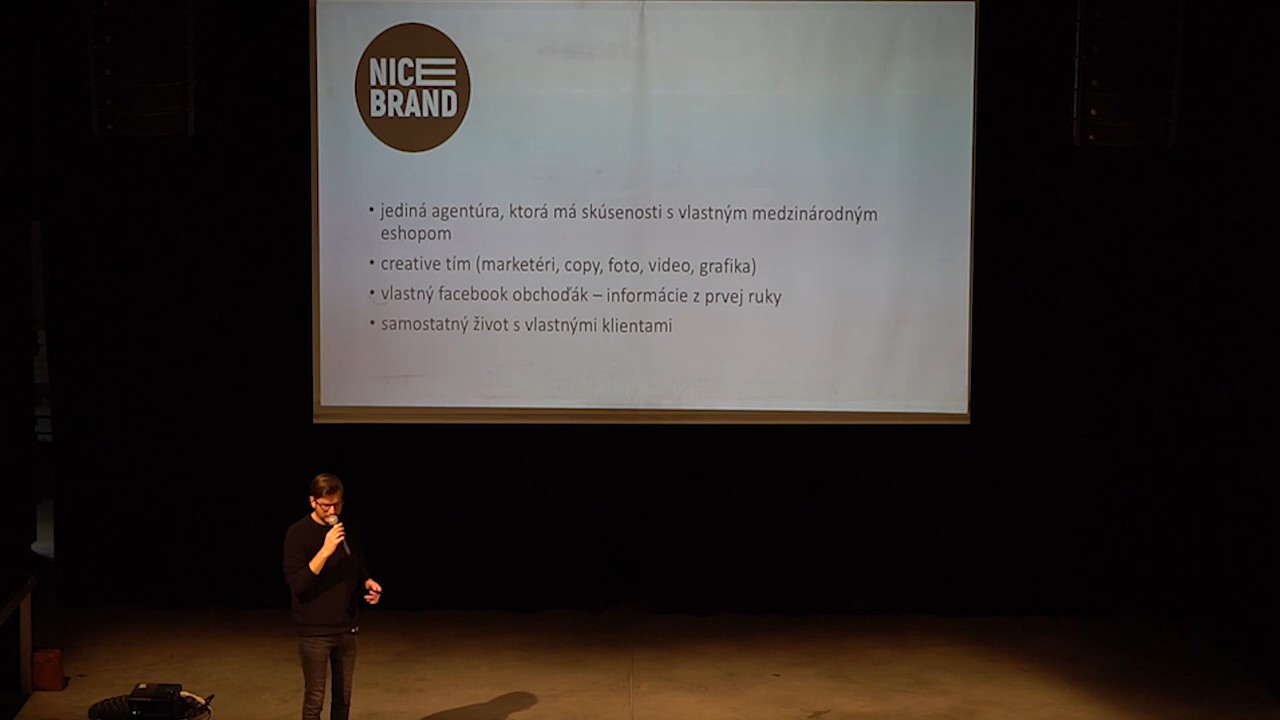 NICE
BRAND
• jediná agentúra, ktorá má skúsenosti s vlastným medzinárodným
eshopom
• creative tím (marketéri, copy, foto, video, grafika)
• vlastný facebook obchoďák – informácie z prvej ruky
• samostatný život s vlastnými klientami